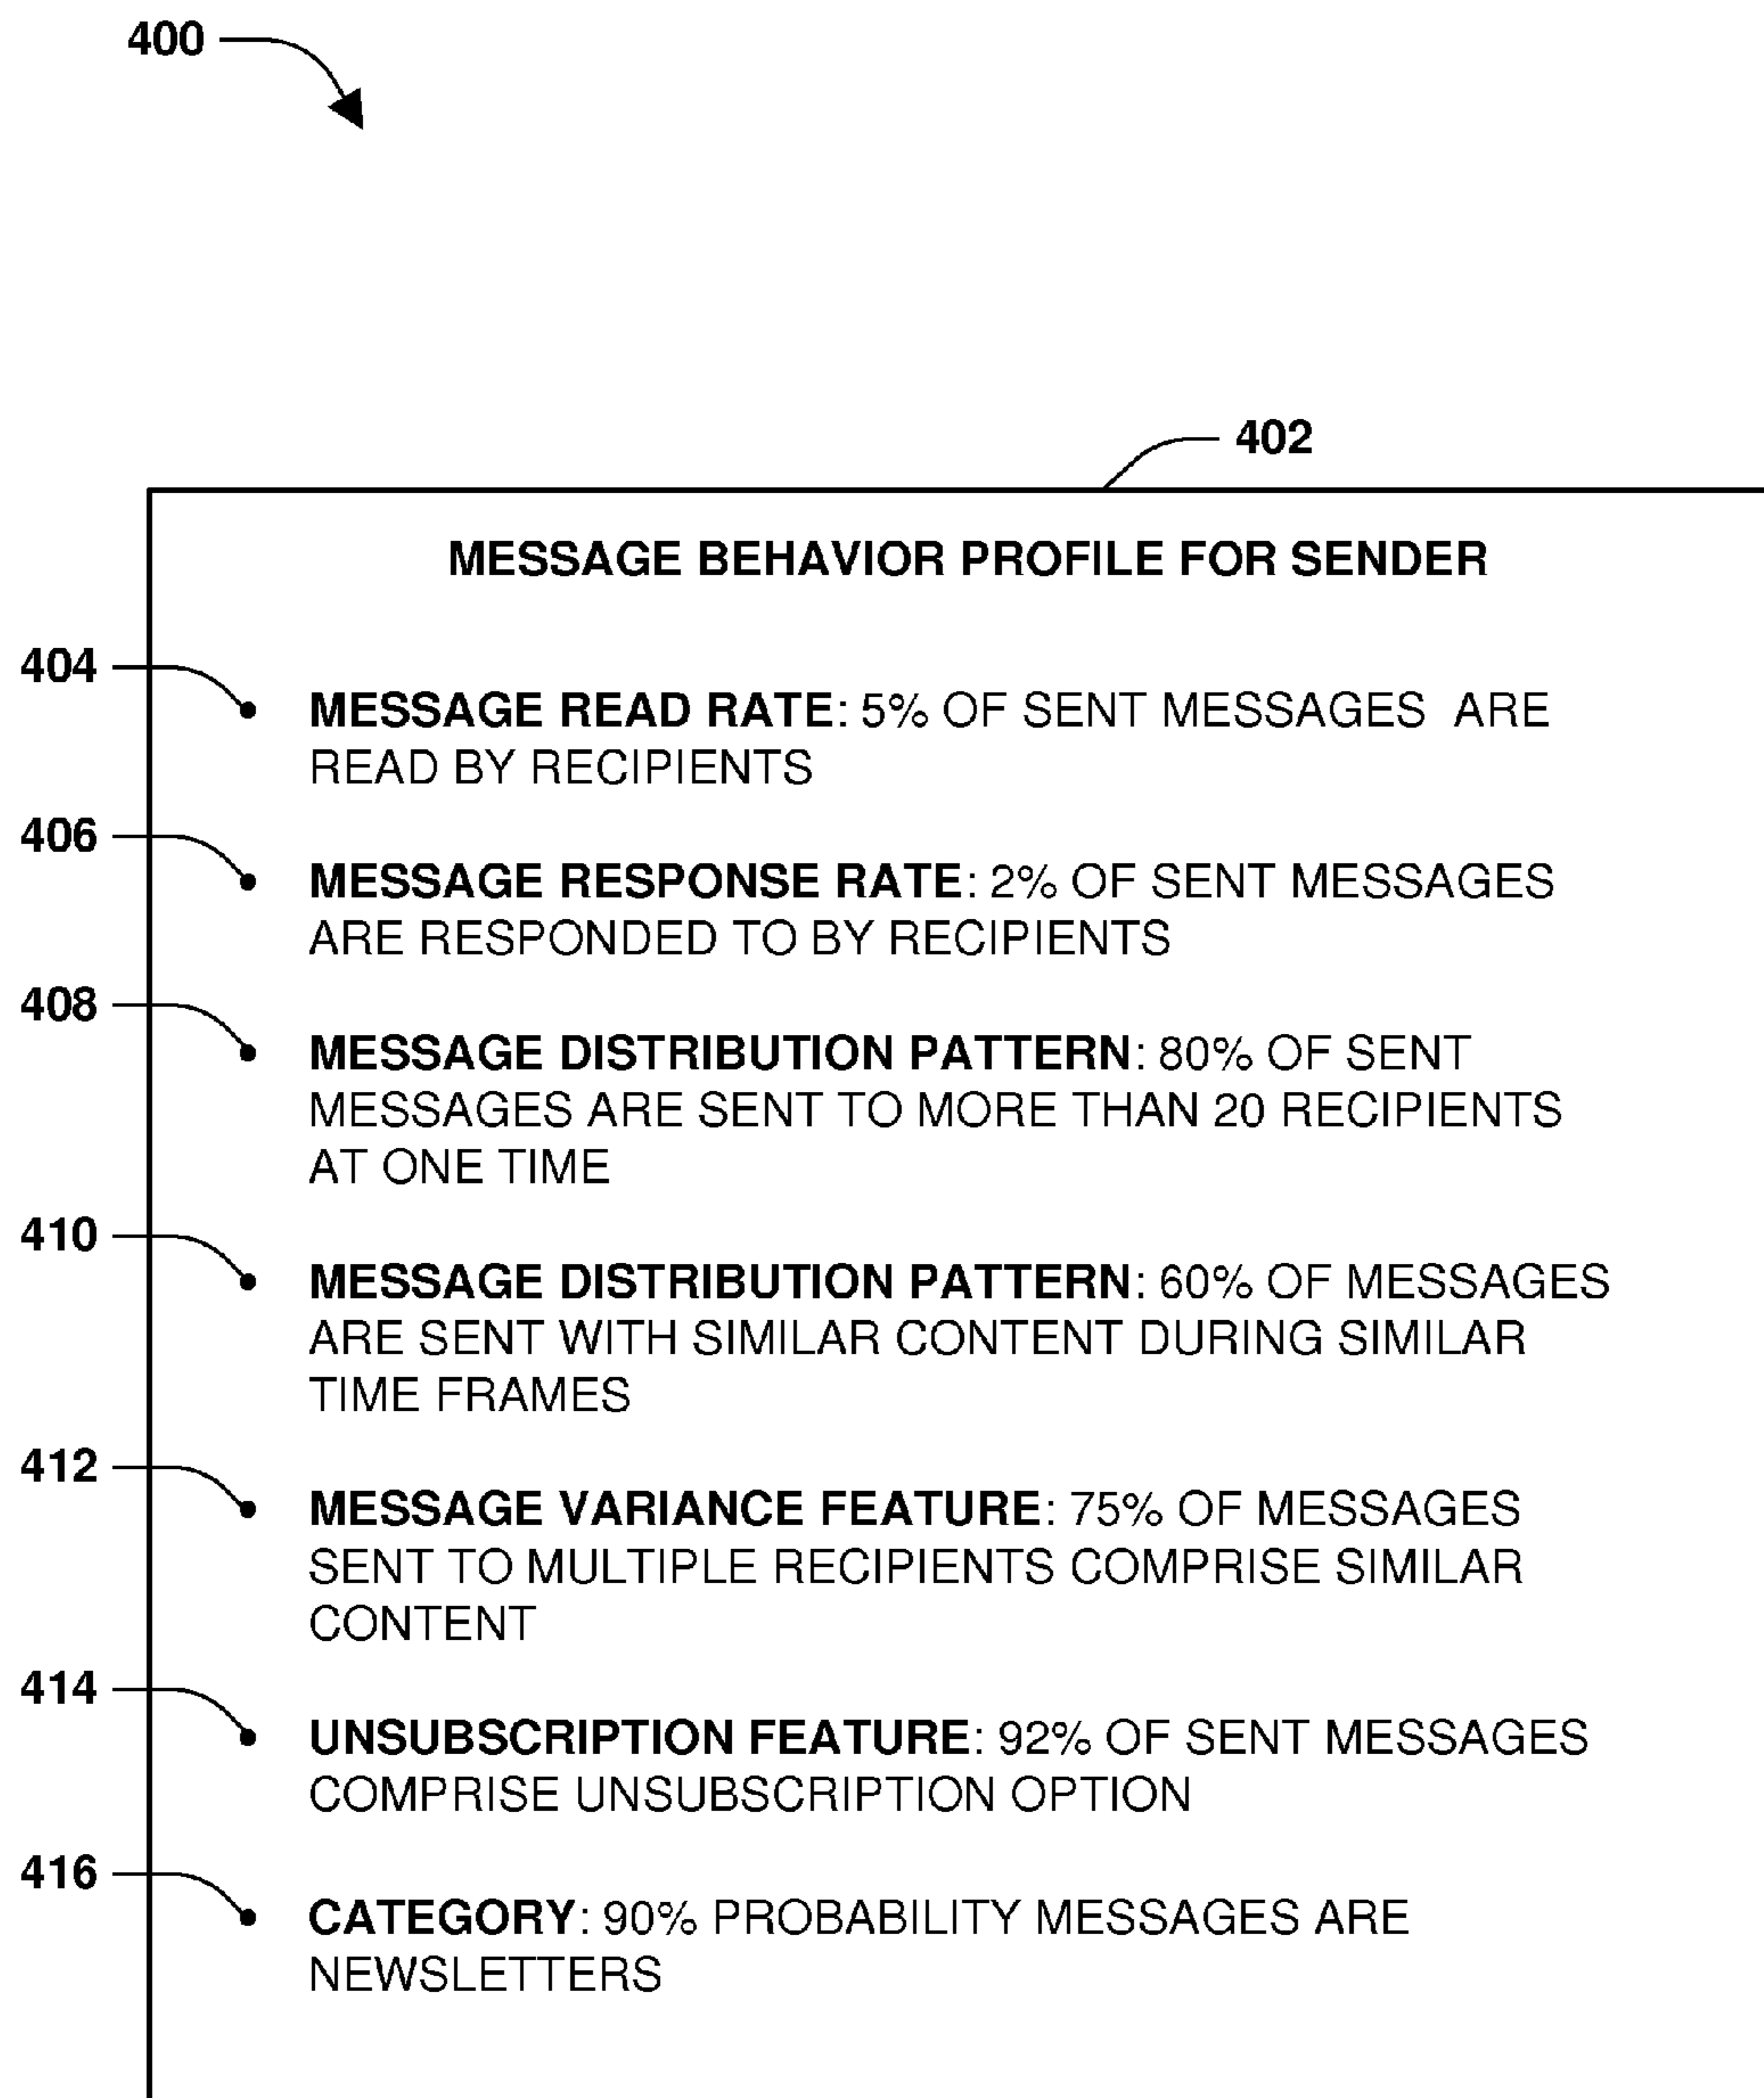 400
402
MESSAGE BEHAVIOR PROFILE FOR SENDER
404
MESSAGE READ RATE: 5% OF SENT MESSAGES ARE
READ BY RECIPIENTS
406
MESSAGE RESPONSE RATE: 2% OF SENT MESSAGES
ARE RESPONDED TO BY RECIPIENTS
408
MESSAGE DISTRIBUTION PATTERN: 80% OF SENT
MESSAGES ARE SENT TO MORE THAN 20 RECIPIENTS
AT ONE TIME
410
MESSAGE DISTRIBUTION PATTERN: 60% OF MESSAGES
ARE SENT WITH SIMILAR CONTENT DURING SIMILAR
TIME FRAMES
412
MESSAGE VARIANCE FEATURE: 75% OF MESSAGES
SENT TO MULTIPLE RECIPIENTS COMPRISE SIMILAR
CONTENT
414
UNSUBSCRIPTION FEATURE: 92% OF SENT MESSAGES
COMPRISE UNSUBSCRIPTION OPTION
416
CATEGORY: 90% PROBABILITY MESSAGES ARE
NEWSLETTERS